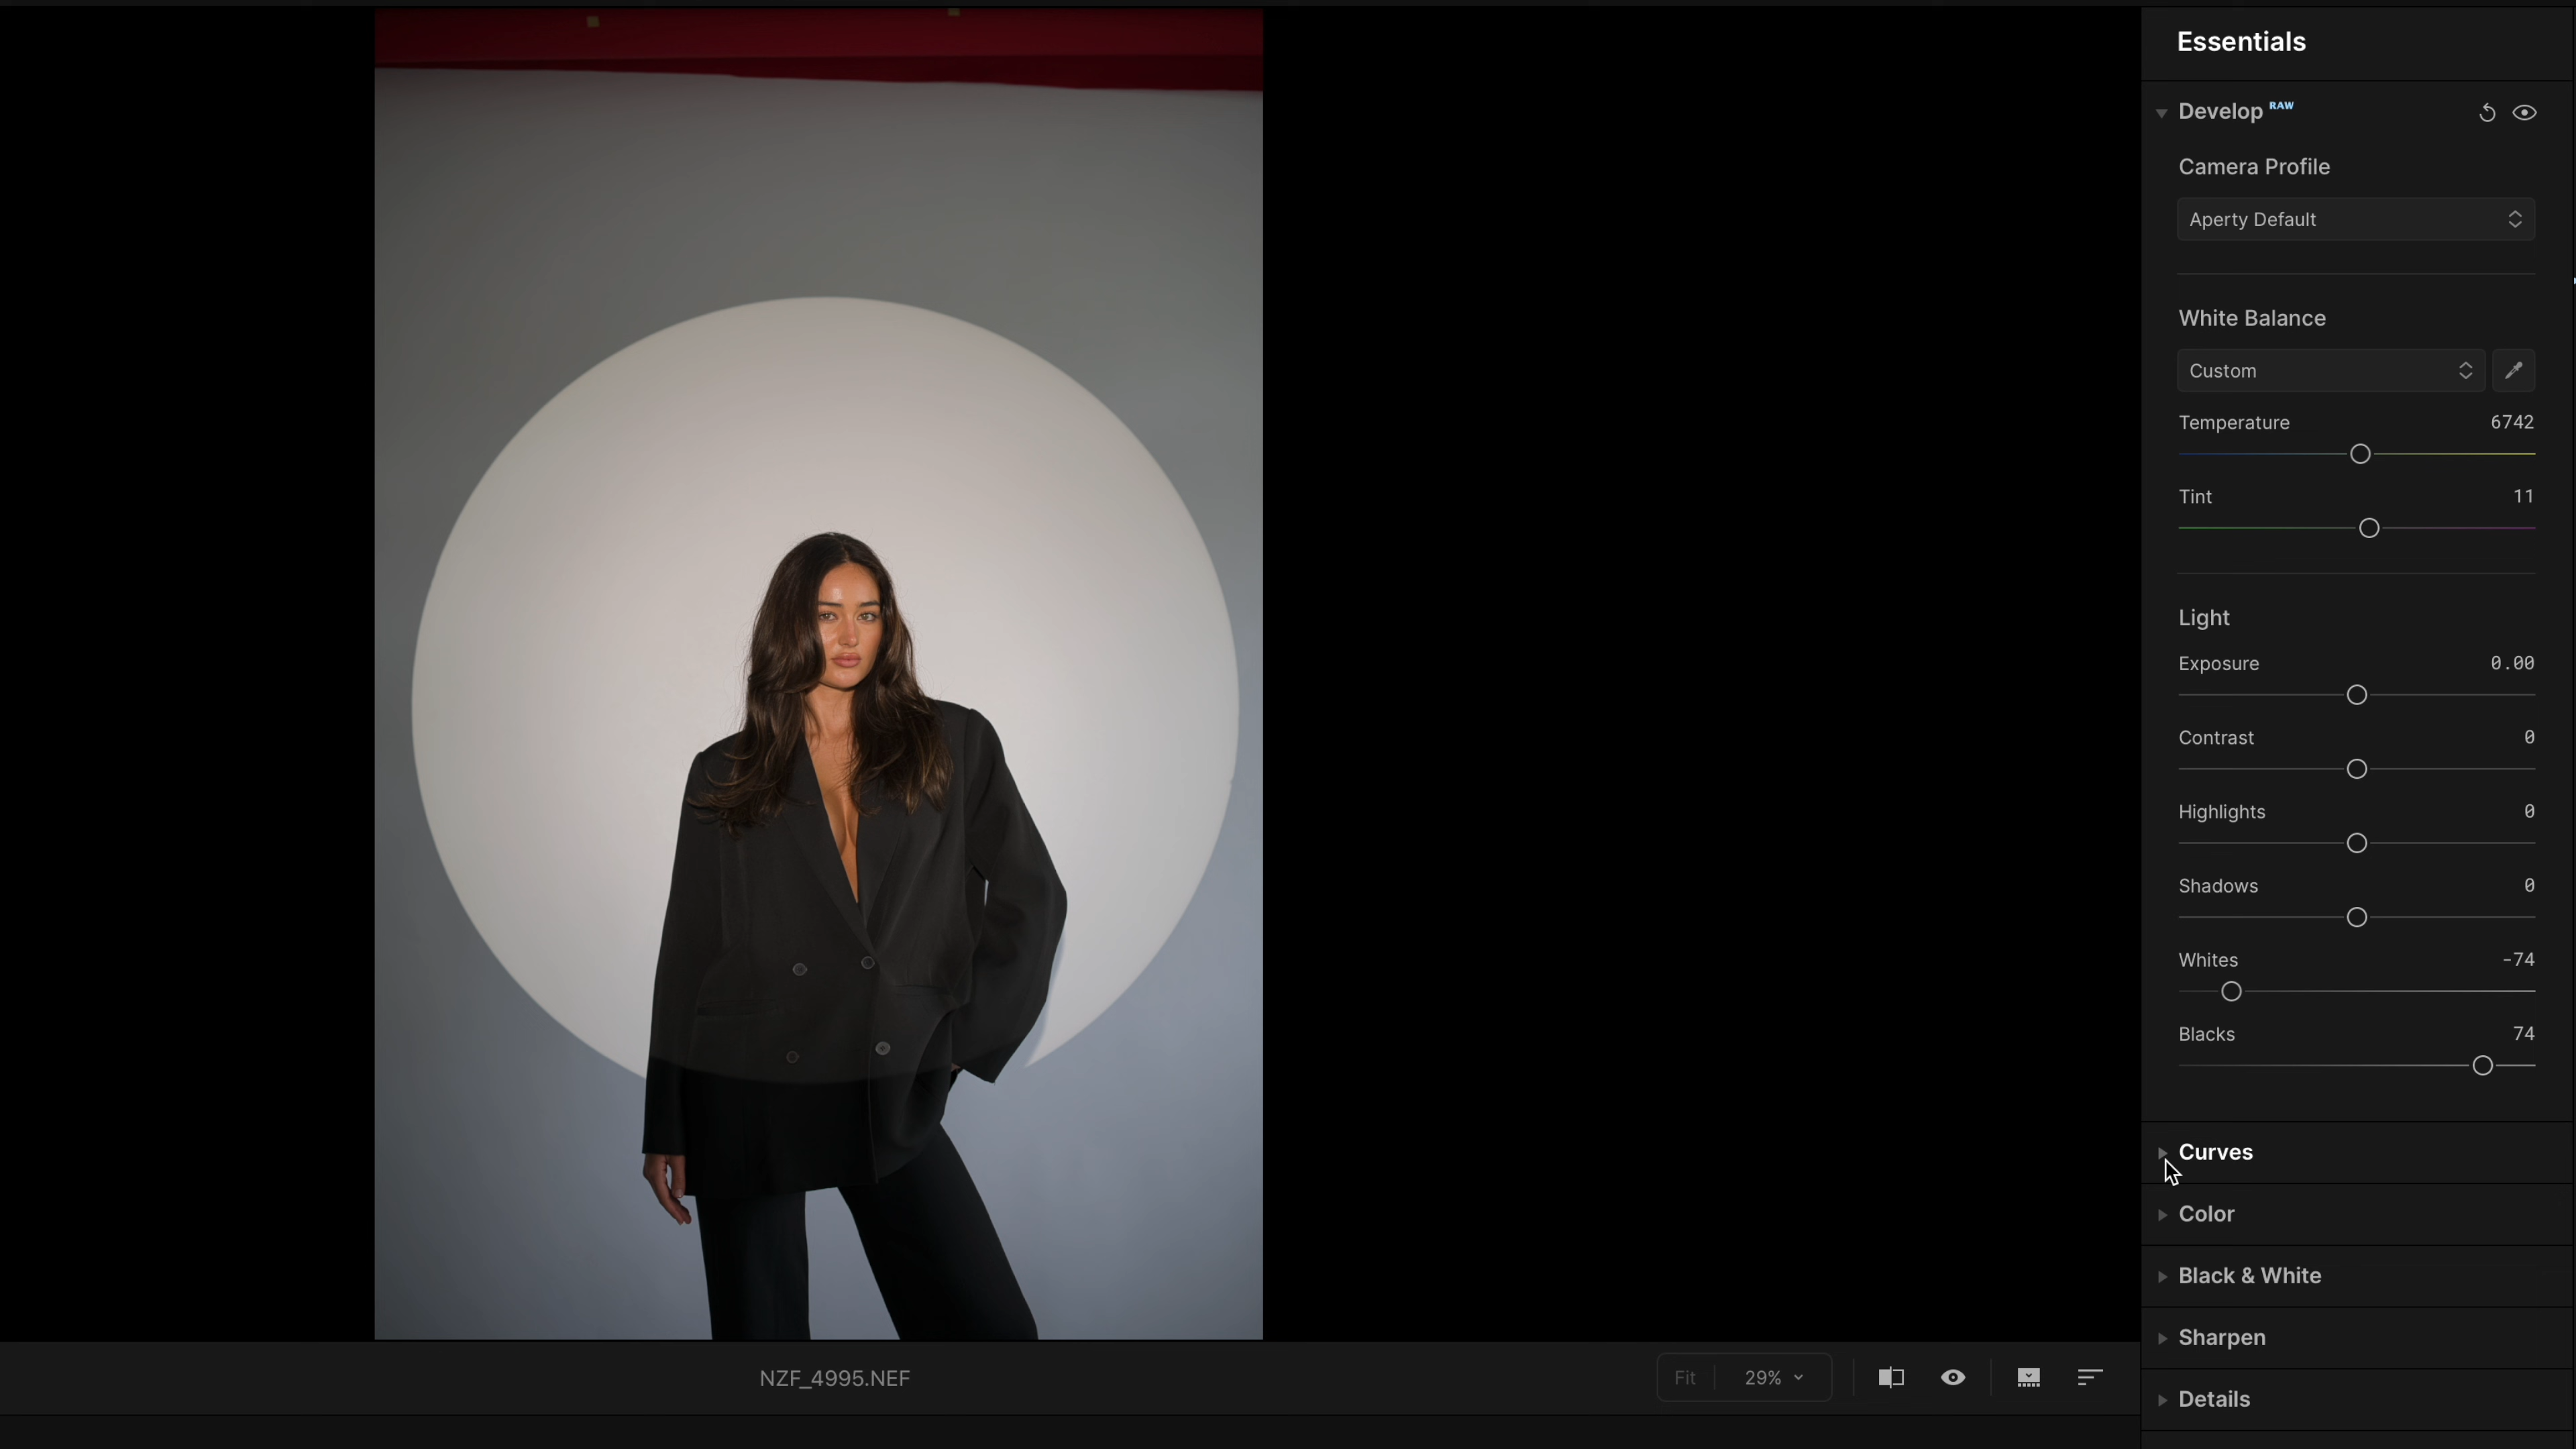 Essentials
Develop RAW
Camera Profile
Aperty Default
White Balance
Custom
Temperature 6742
Tint 11
Light
Exposure 0.00
Contrast 0
Highlights 0
Shadows 0
Whites -74
Blacks 74
Curves
Color
Black & White
Sharpen
Details
NZF_4995.NEF
Fit 29%